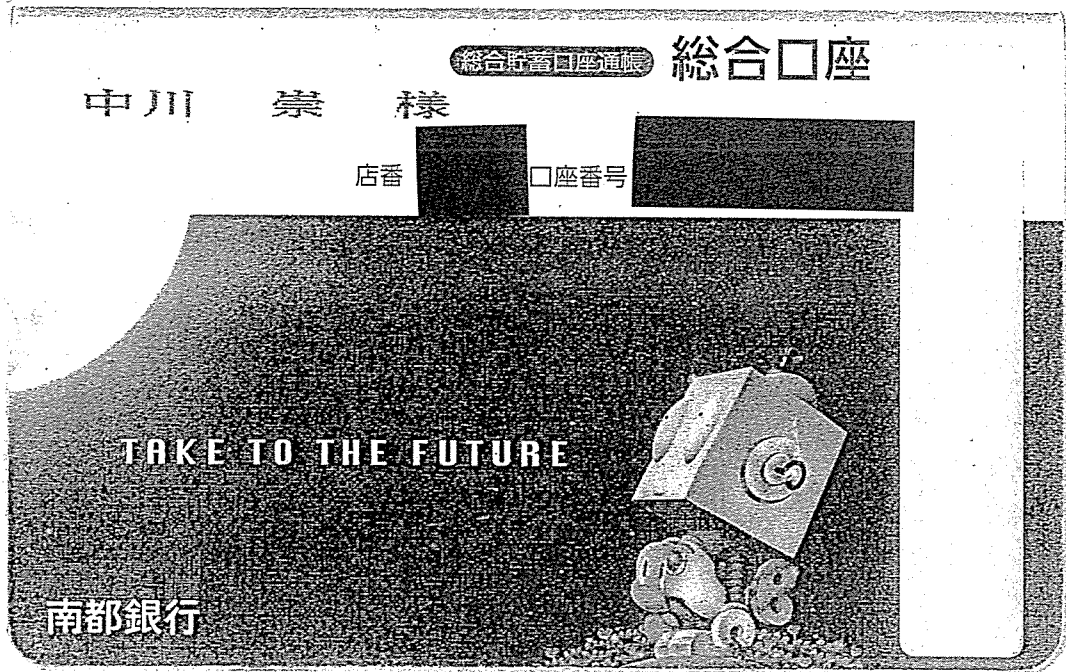 総合貯蓄口座通帳 総合口座
中川 崇 様
店番 口座番号
TAKE TO THE FUTURE
南都銀行